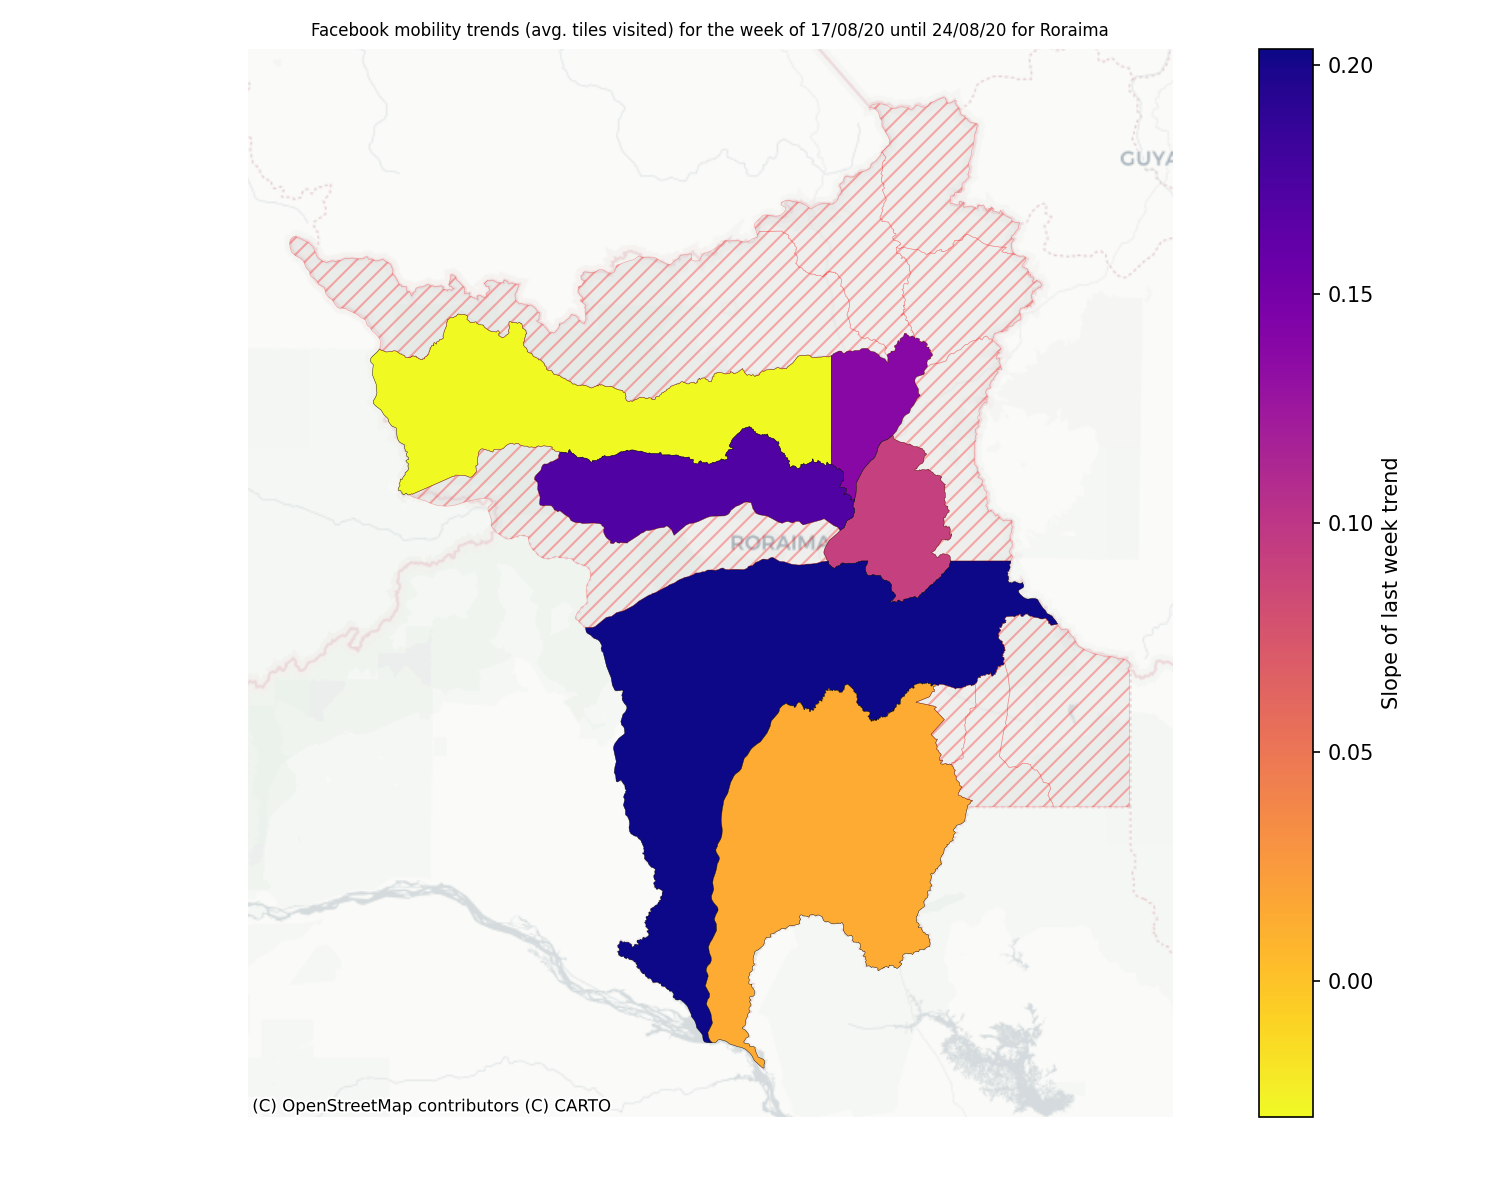 Facebook mobility trends (avg. tiles visited) for the week of 17/08/20 until 24/08/20 for Roraima
GUYA
RORAIMA
0.20
0.15
0.10
0.05
0.00
Slope of last week trend
(C) OpenStreetMap contributors (C) CARTO